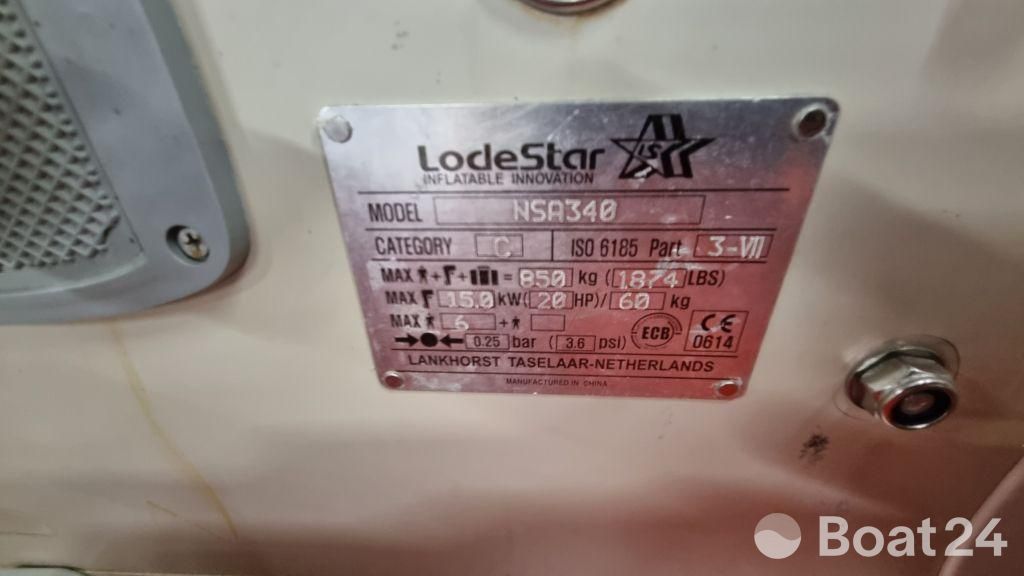 LodeStar LS
INFLATABLE INNOVATION
MODEL NSA340
CATEGORY C ISO 6185 Part 3-VII
MAX + + = 850 kg (1874 LBS)
MAX 15.0 kW( 20 HP)/ 60 kg
MAX 6 +
0.25 bar ( 3.6 psi) ECB CE 0614
LANKHORST TASELAAR-NETHERLANDS
MANUFACTURED IN CHINA
Boat24